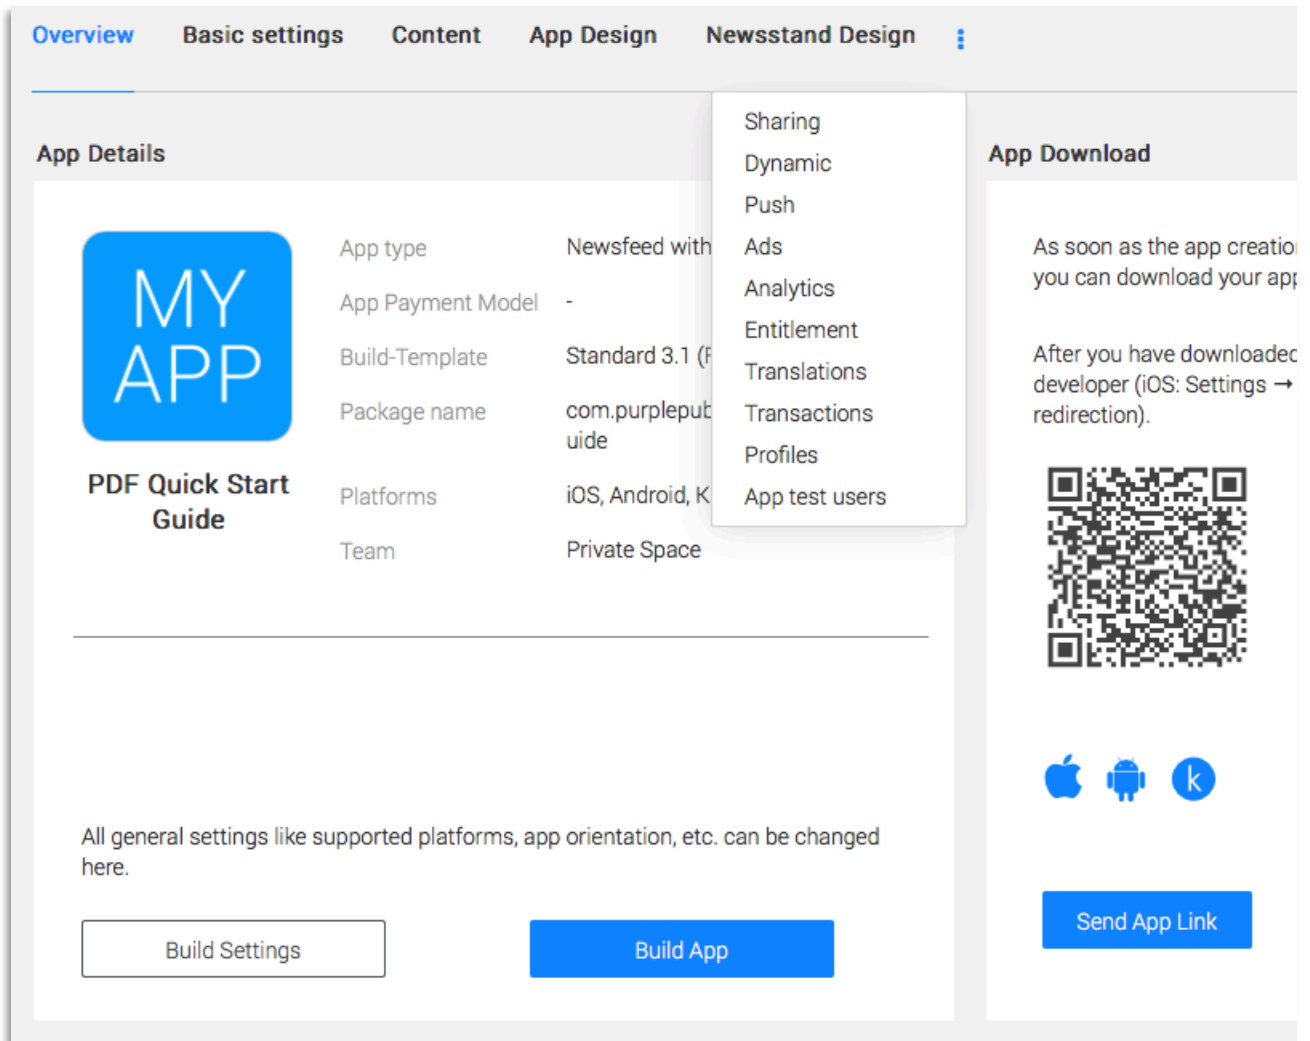 Overview Basic settings Content App Design Newsstand Design
Sharing
Dynamic
Push
Ads
Analytics
Entitlement
Translations
Transactions
Profiles
App test users
App Details
MY
APP
PDF Quick Start
Guide
App type Newsfeed with
App Payment Model -
Build-Template Standard 3.1
Package name com.purplepub
uide
Platforms iOS, Android, K
Team Private Space
All general settings like supported platforms, app orientation, etc. can be changed
here.
Build Settings
Build App
App Download
As soon as the app creation
you can download your app
After you have downloaded
developer (iOS: Settings →
redirection).
k
Send App Link